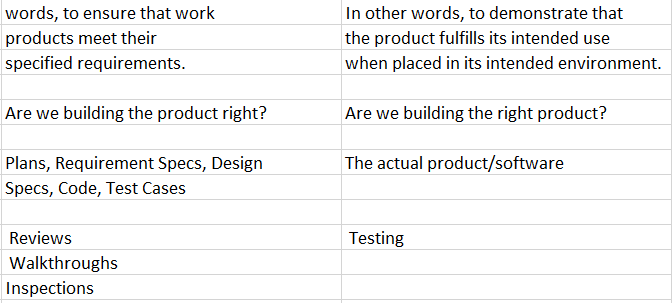 words, to ensure that work
products meet their
specified requirements.
In other words, to demonstrate that
the product fulfills its intended use
when placed in its intended environment.
Are we building the product right?
Are we building the right product?
Plans, Requirement Specs, Design
Specs, Code, Test Cases
The actual product/software
Reviews
Walkthroughs
Inspections
Testing